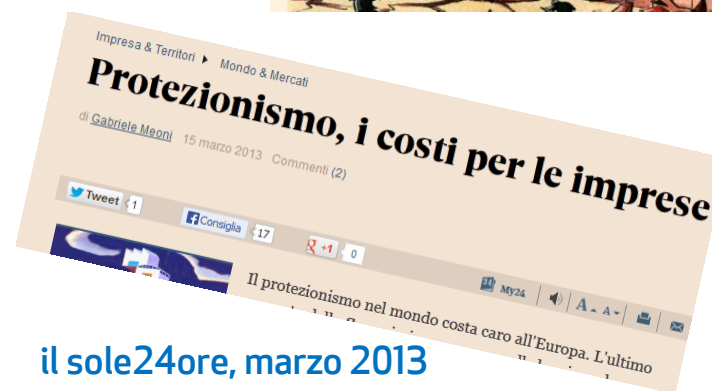 Impresa & Territori Mondo & Mercati
Protezionismo, i costi per le imprese
di Gabriele Meoni 15 marzo 2013 Commenti (2)
Tweet 1 Consiglia 17 g +1 0
My24 A A
Il protezionismo nel mondo costa caro all'Europa. L'ultimo
il sole24ore, marzo 2013